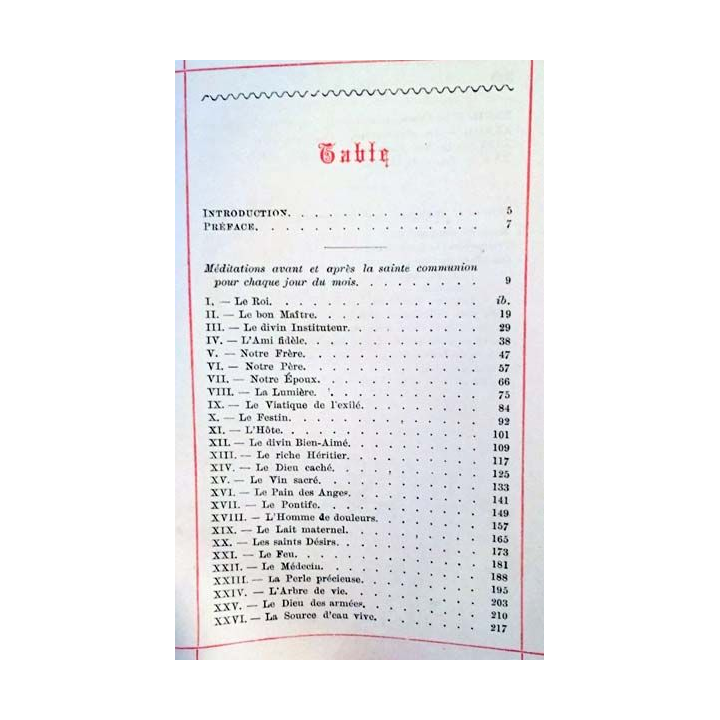 Table
INTRODUCTION. . . . . . . . . . . . . . 5
PRÉFACE. . . . . . . . . . . . . . . . 7
Méditations avant et après la sainte communion
pour chaque jour du mois. . . . . . . . . 9
I. — Le Roi. . . . . . . . . . . . . . ib.
II. — Le bon Maître. . . . . . . . . . . 19
III. — Le divin Instituteur. . . . . . . . . 29
IV. — L'Ami fidèle. . . . . . . . . . . . 38
V. — Notre Frère. . . . . . . . . . . . 47
VI. — Notre Père. . . . . . . . . . . . 57
VII. — Notre Époux. . . . . . . . . . . 66
VIII. — La Lumière. . . . . . . . . . . 75
IX. — Le Viatique de l'exilé. . . . . . . . 84
X. — Le Festin. . . . . . . . . . . . . 92
XI. — L'Hôte. . . . . . . . . . . . . 101
XII. — Le divin Bien-Aimé. . . . . . . . . 109
XIII. — Le riche Héritier. . . . . . . . . 117
XIV. — Le Dieu caché. . . . . . . . . . 125
XV. — Le Vin sacré. . . . . . . . . . . 133
XVI. — Le Pain des Anges. . . . . . . . . 141
XVII. — Le Pontife. . . . . . . . . . . 149
XVIII. — L'Homme de douleurs. . . . . . . . 157
XIX. — Le Lait maternel. . . . . . . . . 165
XX. — Les saints Désirs. . . . . . . . . . 173
XXI. — Le Feu. . . . . . . . . . . . . 181
XXII. — Le Médecin. . . . . . . . . . . 188
XXIII. — La Perle précieuse. . . . . . . . . 195
XXIV. — L'Arbre de vie. . . . . . . . . . 203
XXV. — Le Dieu des armées. . . . . . . . . 210
XXVI. — La Source d'eau vive. . . . . . . . 217